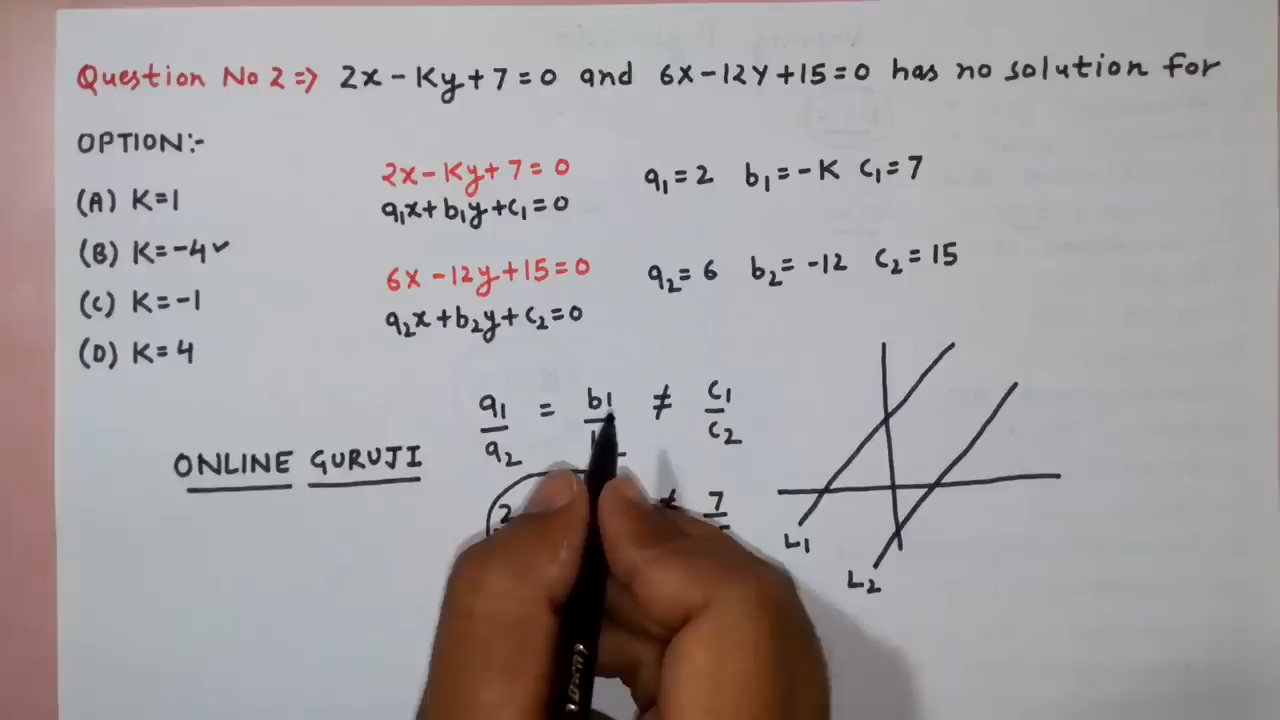 Question No 2 => 2x - Ky + 7 = 0 and 6X - 12Y + 15 = 0 has no solution for
OPTION:-
(A) K = 1
(B) K = -4 ✓
(C) K = -1
(D) K = 4
2x - Ky + 7 = 0
a₁x + b₁y + c₁ = 0
a₁ = 2 b₁ = -K c₁ = 7
6x - 12y + 15 = 0
a₂x + b₂y + c₂ = 0
a₂ = 6 b₂ = -12 c₂ = 15
a₁/a₂ = b₁ ≠ c₁/c₂
2 ≠ 7
ONLINE GURUJI
L₁
L₂